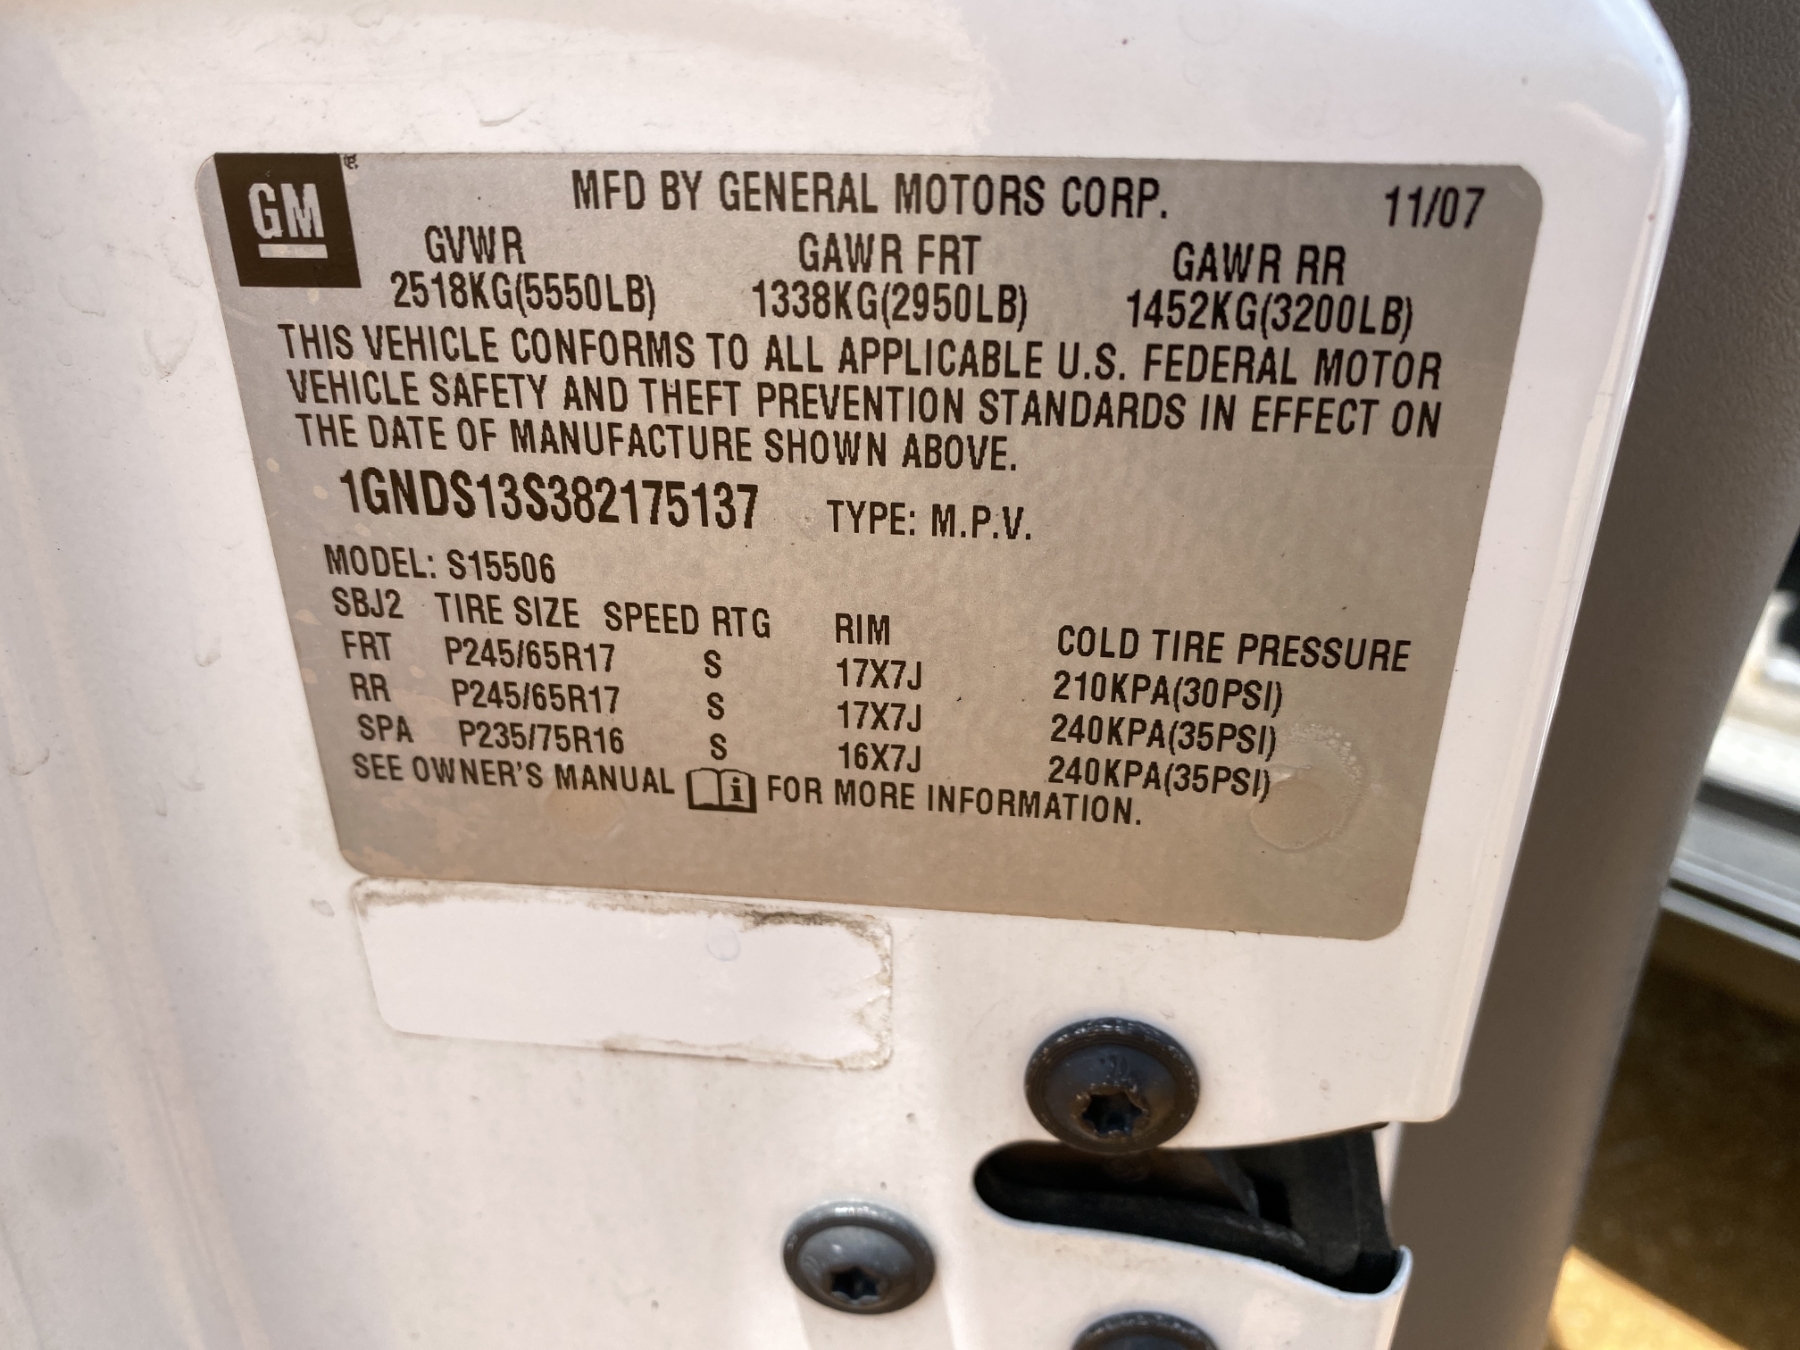 GM ®
MFD BY GENERAL MOTORS CORP. 11/07
GVWR GAWR FRT GAWR RR
2518KG(5550LB) 1338KG(2950LB) 1452KG(3200LB)
THIS VEHICLE CONFORMS TO ALL APPLICABLE U.S. FEDERAL MOTOR
VEHICLE SAFETY AND THEFT PREVENTION STANDARDS IN EFFECT ON
THE DATE OF MANUFACTURE SHOWN ABOVE.
1GNDS13S382175137 TYPE: M.P.V.
MODEL: S15506
SBJ2 TIRE SIZE SPEED RTG RIM COLD TIRE PRESSURE
FRT P245/65R17 S 17X7J 210KPA(30PSI)
RR P245/65R17 S 17X7J 240KPA(35PSI)
SPA P235/75R16 S 16X7J 240KPA(35PSI)
SEE OWNER'S MANUAL i FOR MORE INFORMATION.